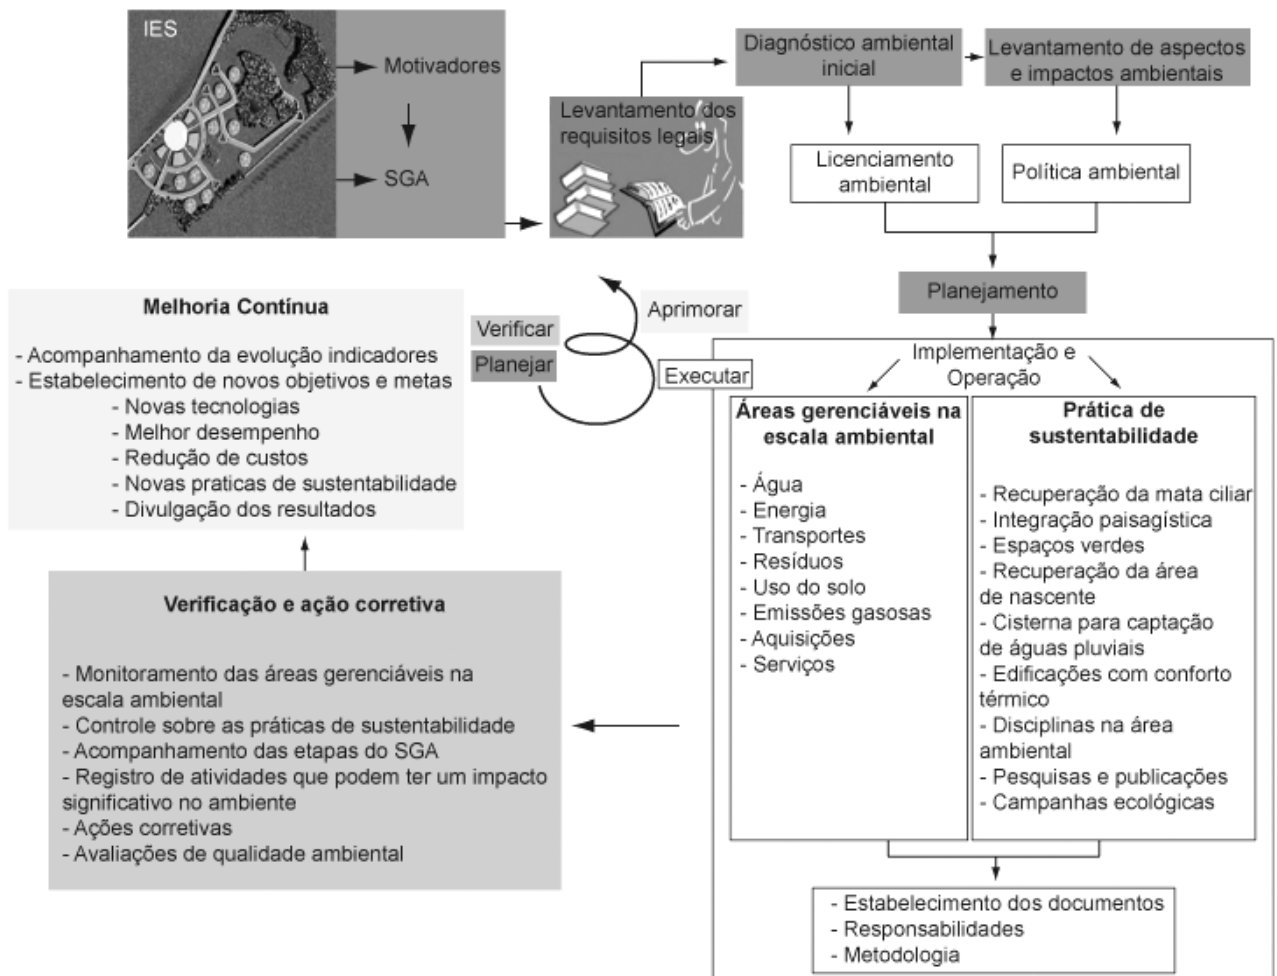 IES
Motivadores
SGA
Levantamento dos
requisitos legais
Diagnóstico ambiental
inicial
Levantamento de aspectos
e impactos ambientais
Licenciamento
ambiental
Política ambiental
Planejamento
Implementação e
Operação
Áreas gerenciáveis na
escala ambiental
- Água
- Energia
- Transportes
- Resíduos
- Uso do solo
- Emissões gasosas
- Aquisições
- Serviços
Prática de
sustentabilidade
- Recuperação da mata ciliar
- Integração paisagística
- Espaços verdes
- Recuperação da área
de nascente
- Cisterna para captação
de águas pluviais
- Edificações com conforto
térmico
- Disciplinas na área
ambiental
- Pesquisas e publicações
- Campanhas ecológicas
- Estabelecimento dos documentos
- Responsabilidades
- Metodologia
Verificação e ação corretiva
- Monitoramento das áreas gerenciáveis na
escala ambiental
- Controle sobre as práticas de sustentabilidade
- Acompanhamento das etapas do SGA
- Registro de atividades que podem ter um impacto
significativo no ambiente
- Ações corretivas
- Avaliações de qualidade ambiental
Melhoria Contínua
- Acompanhamento da evolução indicadores
- Estabelecimento de novos objetivos e metas
- Novas tecnologias
- Melhor desempenho
- Redução de custos
- Novas praticas de sustentabilidade
- Divulgação dos resultados
Verificar
Planejar
Aprimorar
Executar